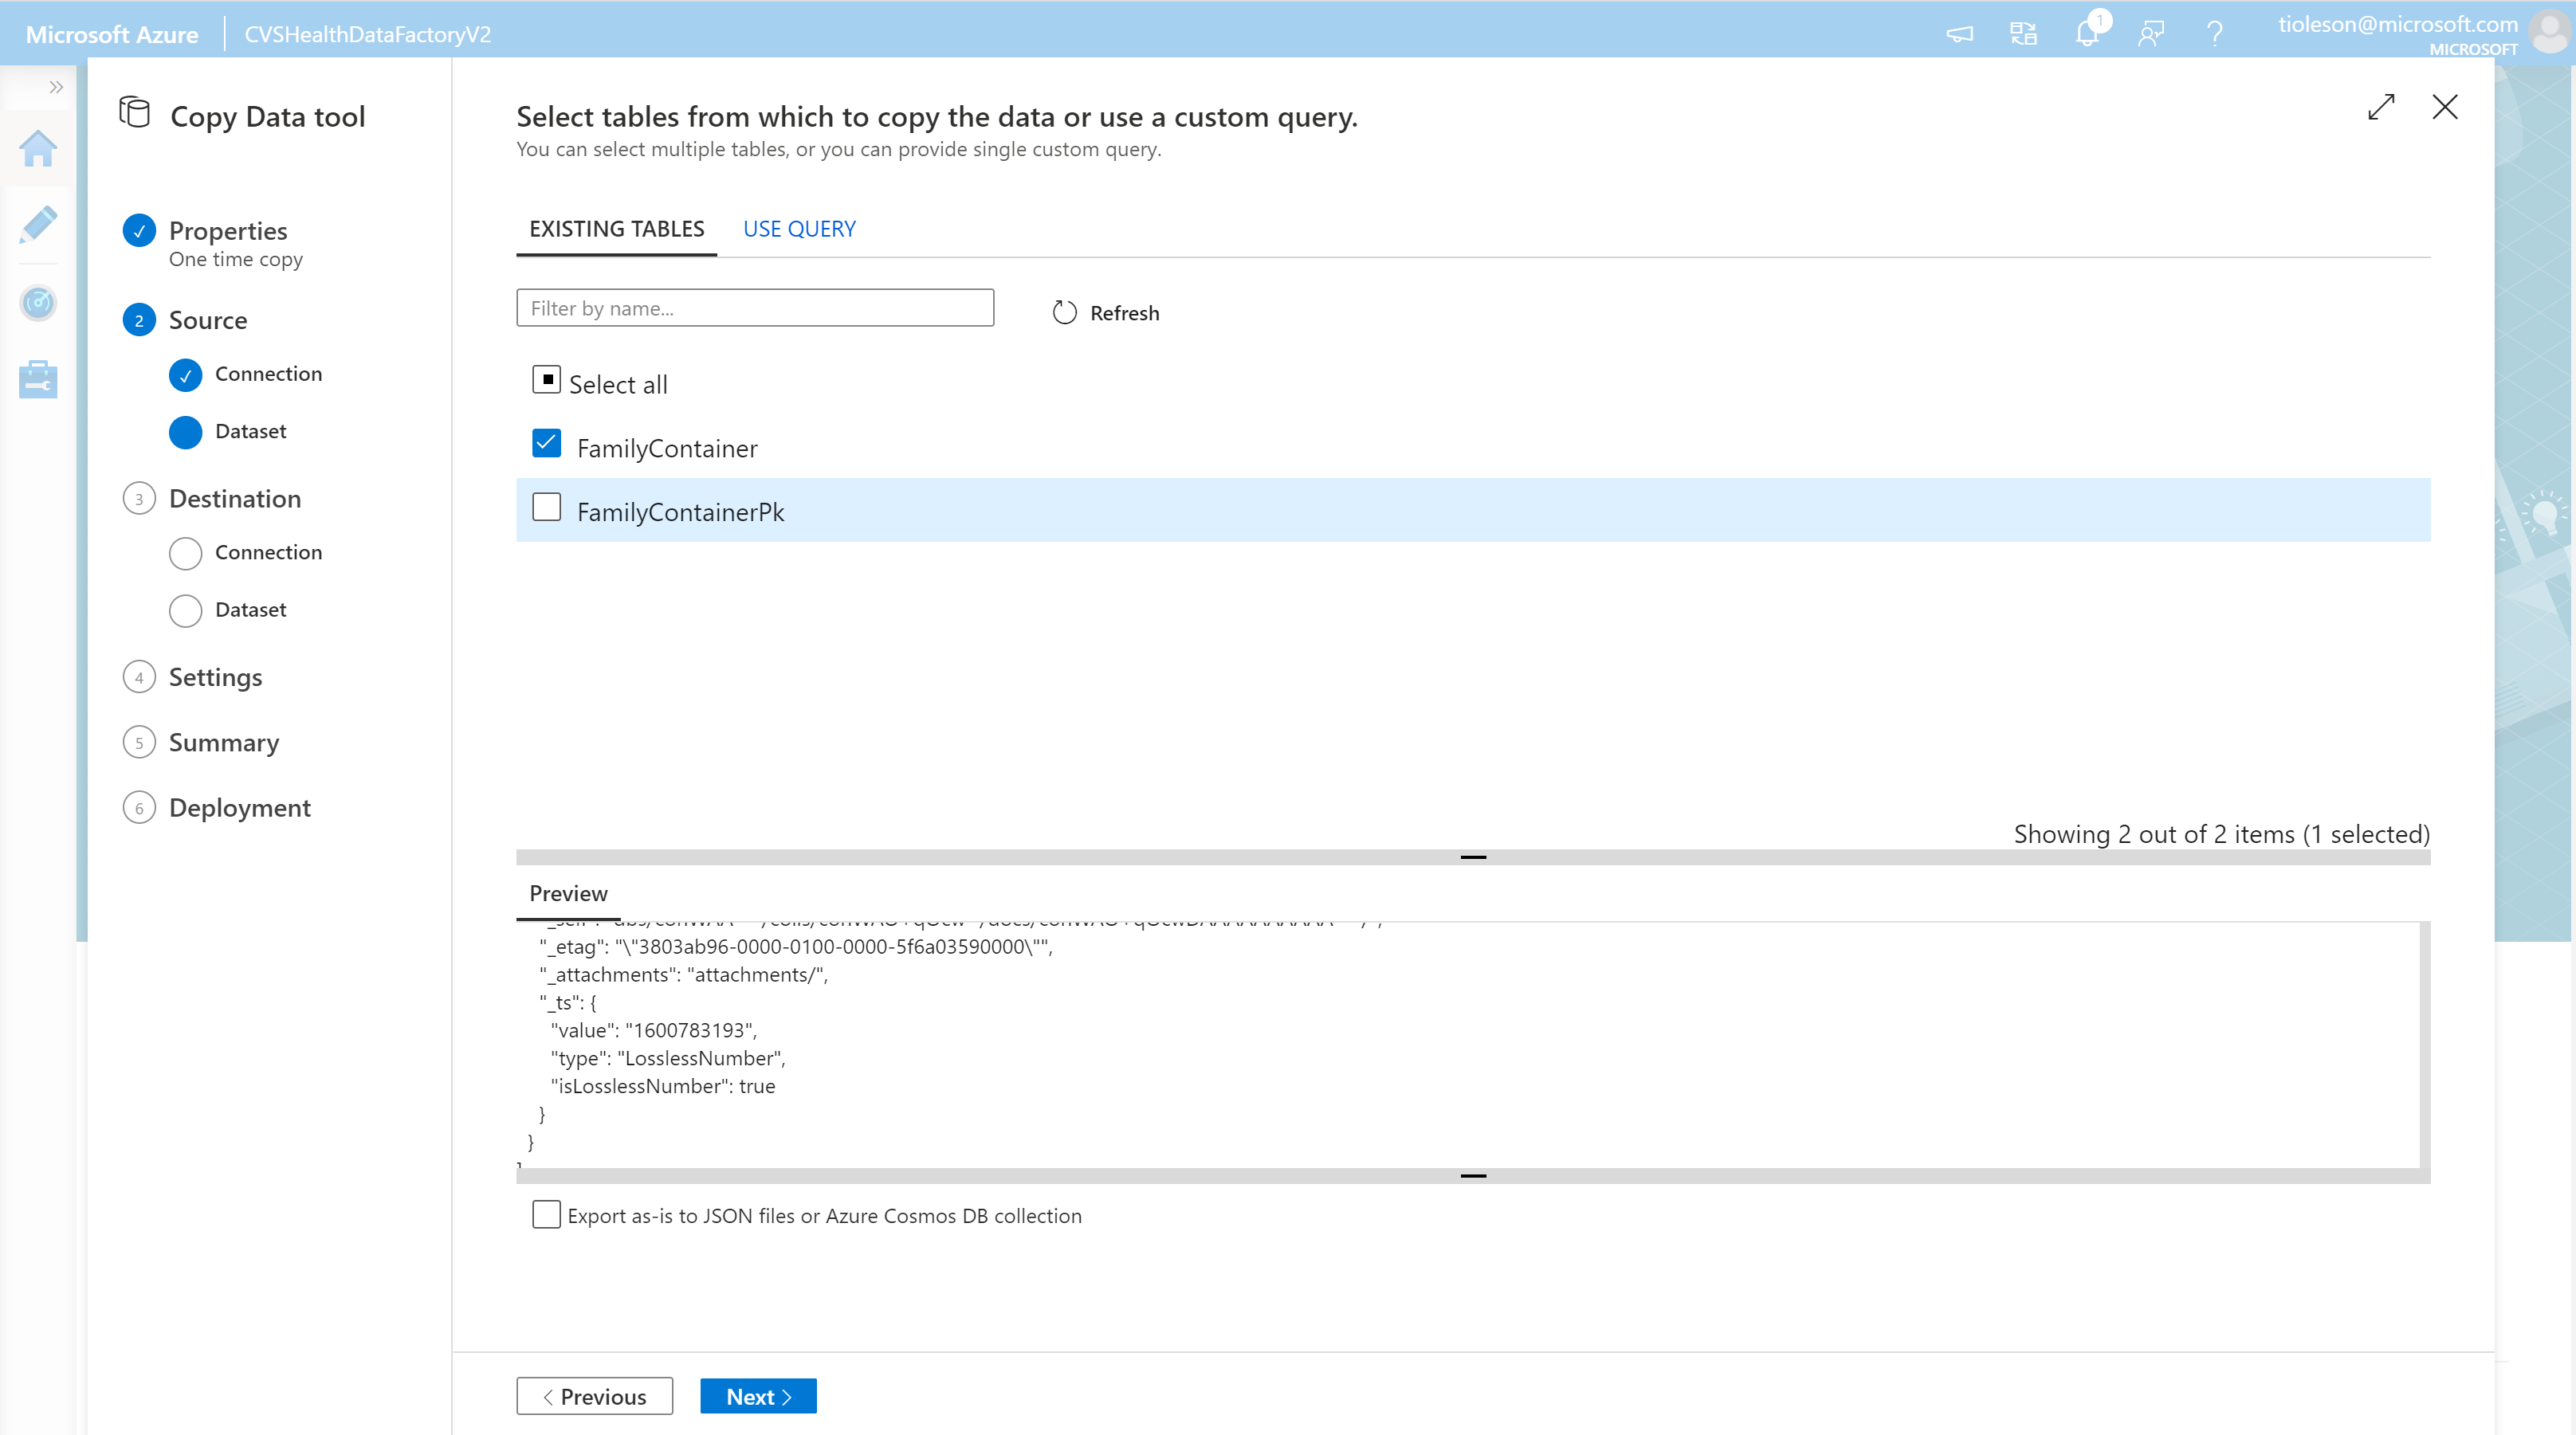 Microsoft Azure
CVSHealthDataFactoryV2
1
tioleson@microsoft.com
MICROSOFT
Copy Data tool
Properties
One time copy
2 Source
Connection
Dataset
3 Destination
Connection
Dataset
4 Settings
5 Summary
6 Deployment
Select tables from which to copy the data or use a custom query.
You can select multiple tables, or you can provide single custom query.
EXISTING TABLES USE QUERY
Filter by name...
Refresh
Select all
FamilyContainer
FamilyContainerPk
Showing 2 out of 2 items (1 selected)
Preview
"_etag": "\"3803ab96-0000-0100-0000-5f6a03590000\"",
"_attachments": "attachments/",
"_ts": {
"value": "1600783193",
"type": "LosslessNumber",
"isLosslessNumber": true
}
}
Export as-is to JSON files or Azure Cosmos DB collection
< Previous
Next >